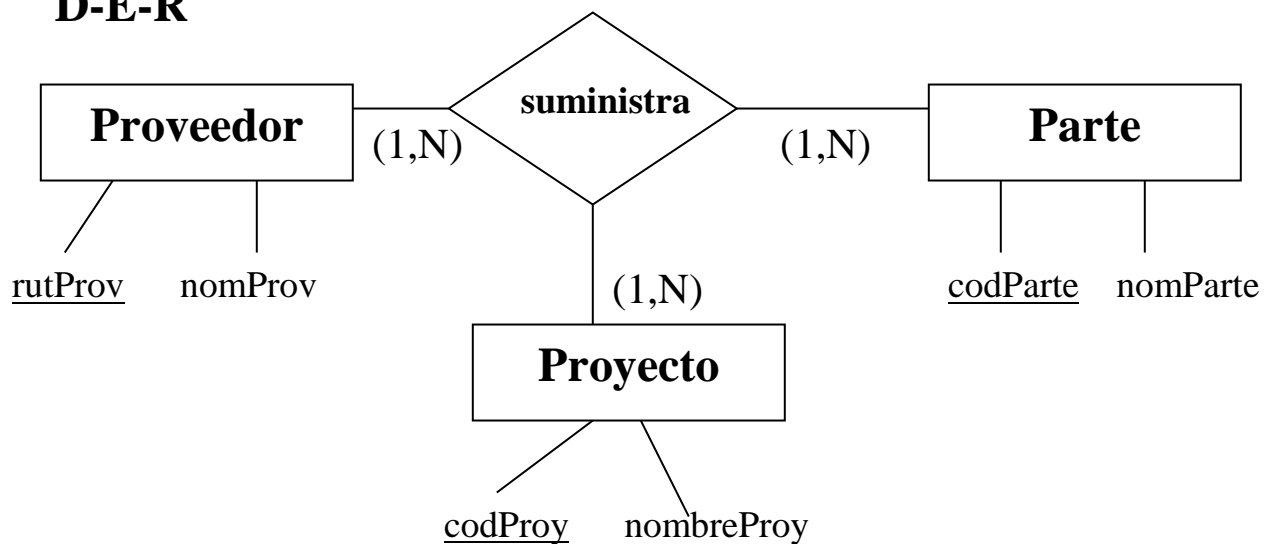 D-E-R
suministra
Proveedor
Parte
(1,N)
(1,N)
rutProv nomProv
codParte nomParte
(1,N)
Proyecto
codProy nombreProy